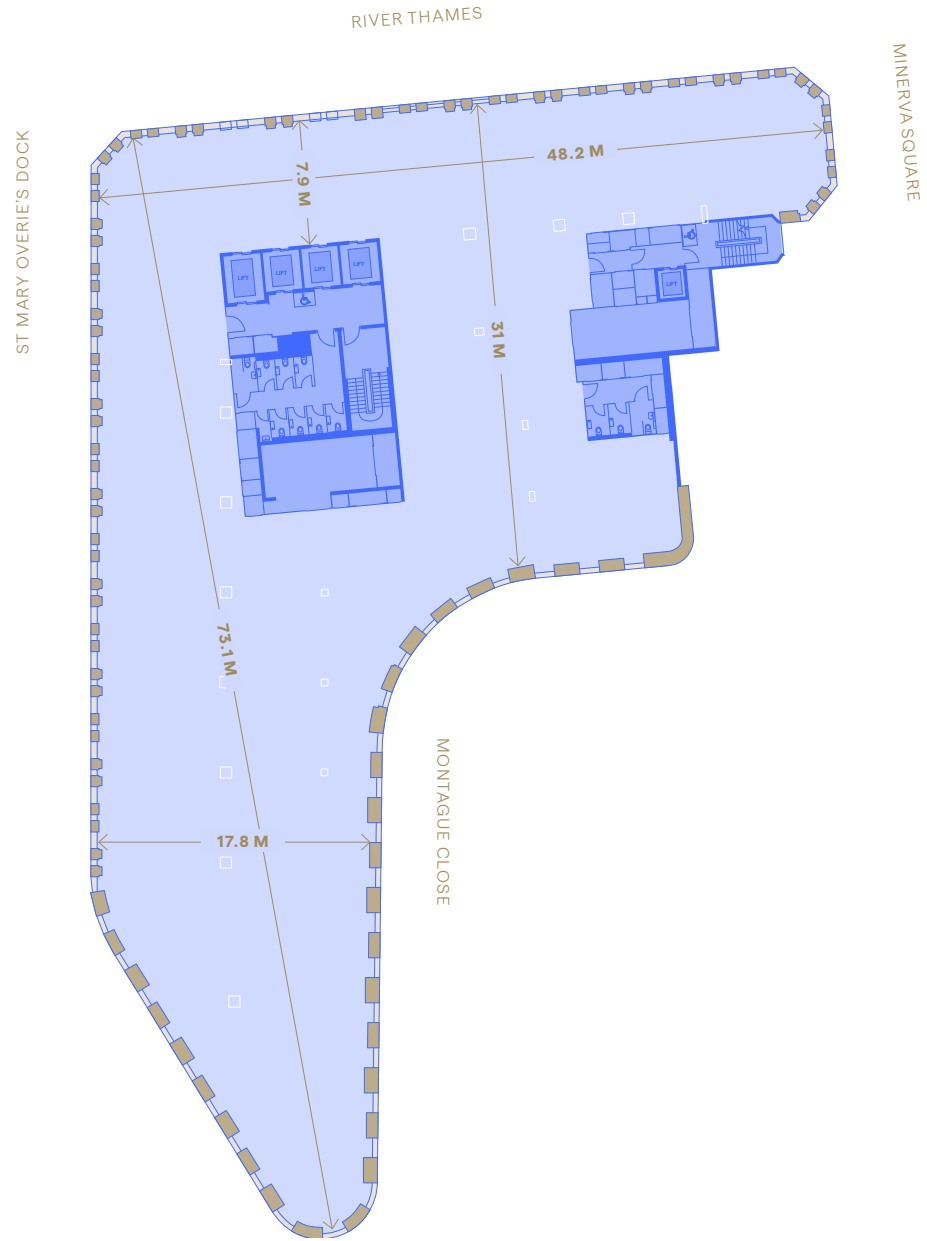 RIVER THAMES
MINERVA SQUARE
ST MARY OVERIE'S DOCK
48.2 M
7.9 M
LIFT
LIFT
LIFT
LIFT
LIFT
31 M
73.1 M
MONTAGUE CLOSE
17.8 M